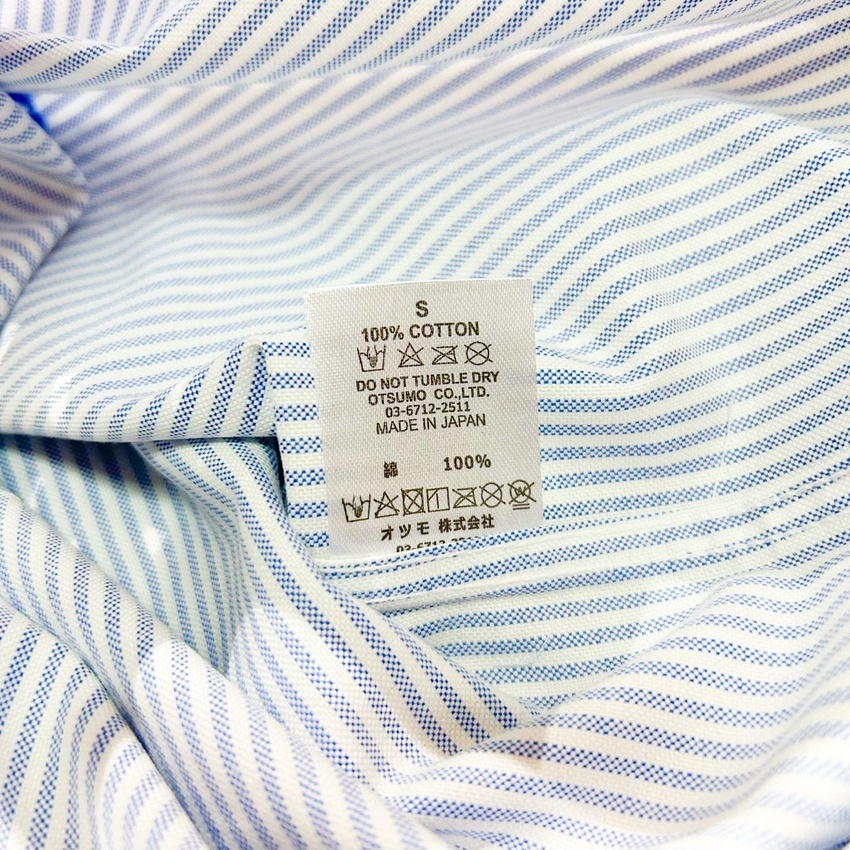 S
100% COTTON
DO NOT TUMBLE DRY
OTSUMO CO.,LTD.
03-6712-2511
MADE IN JAPAN
綿 100%
オツモ 株式会社